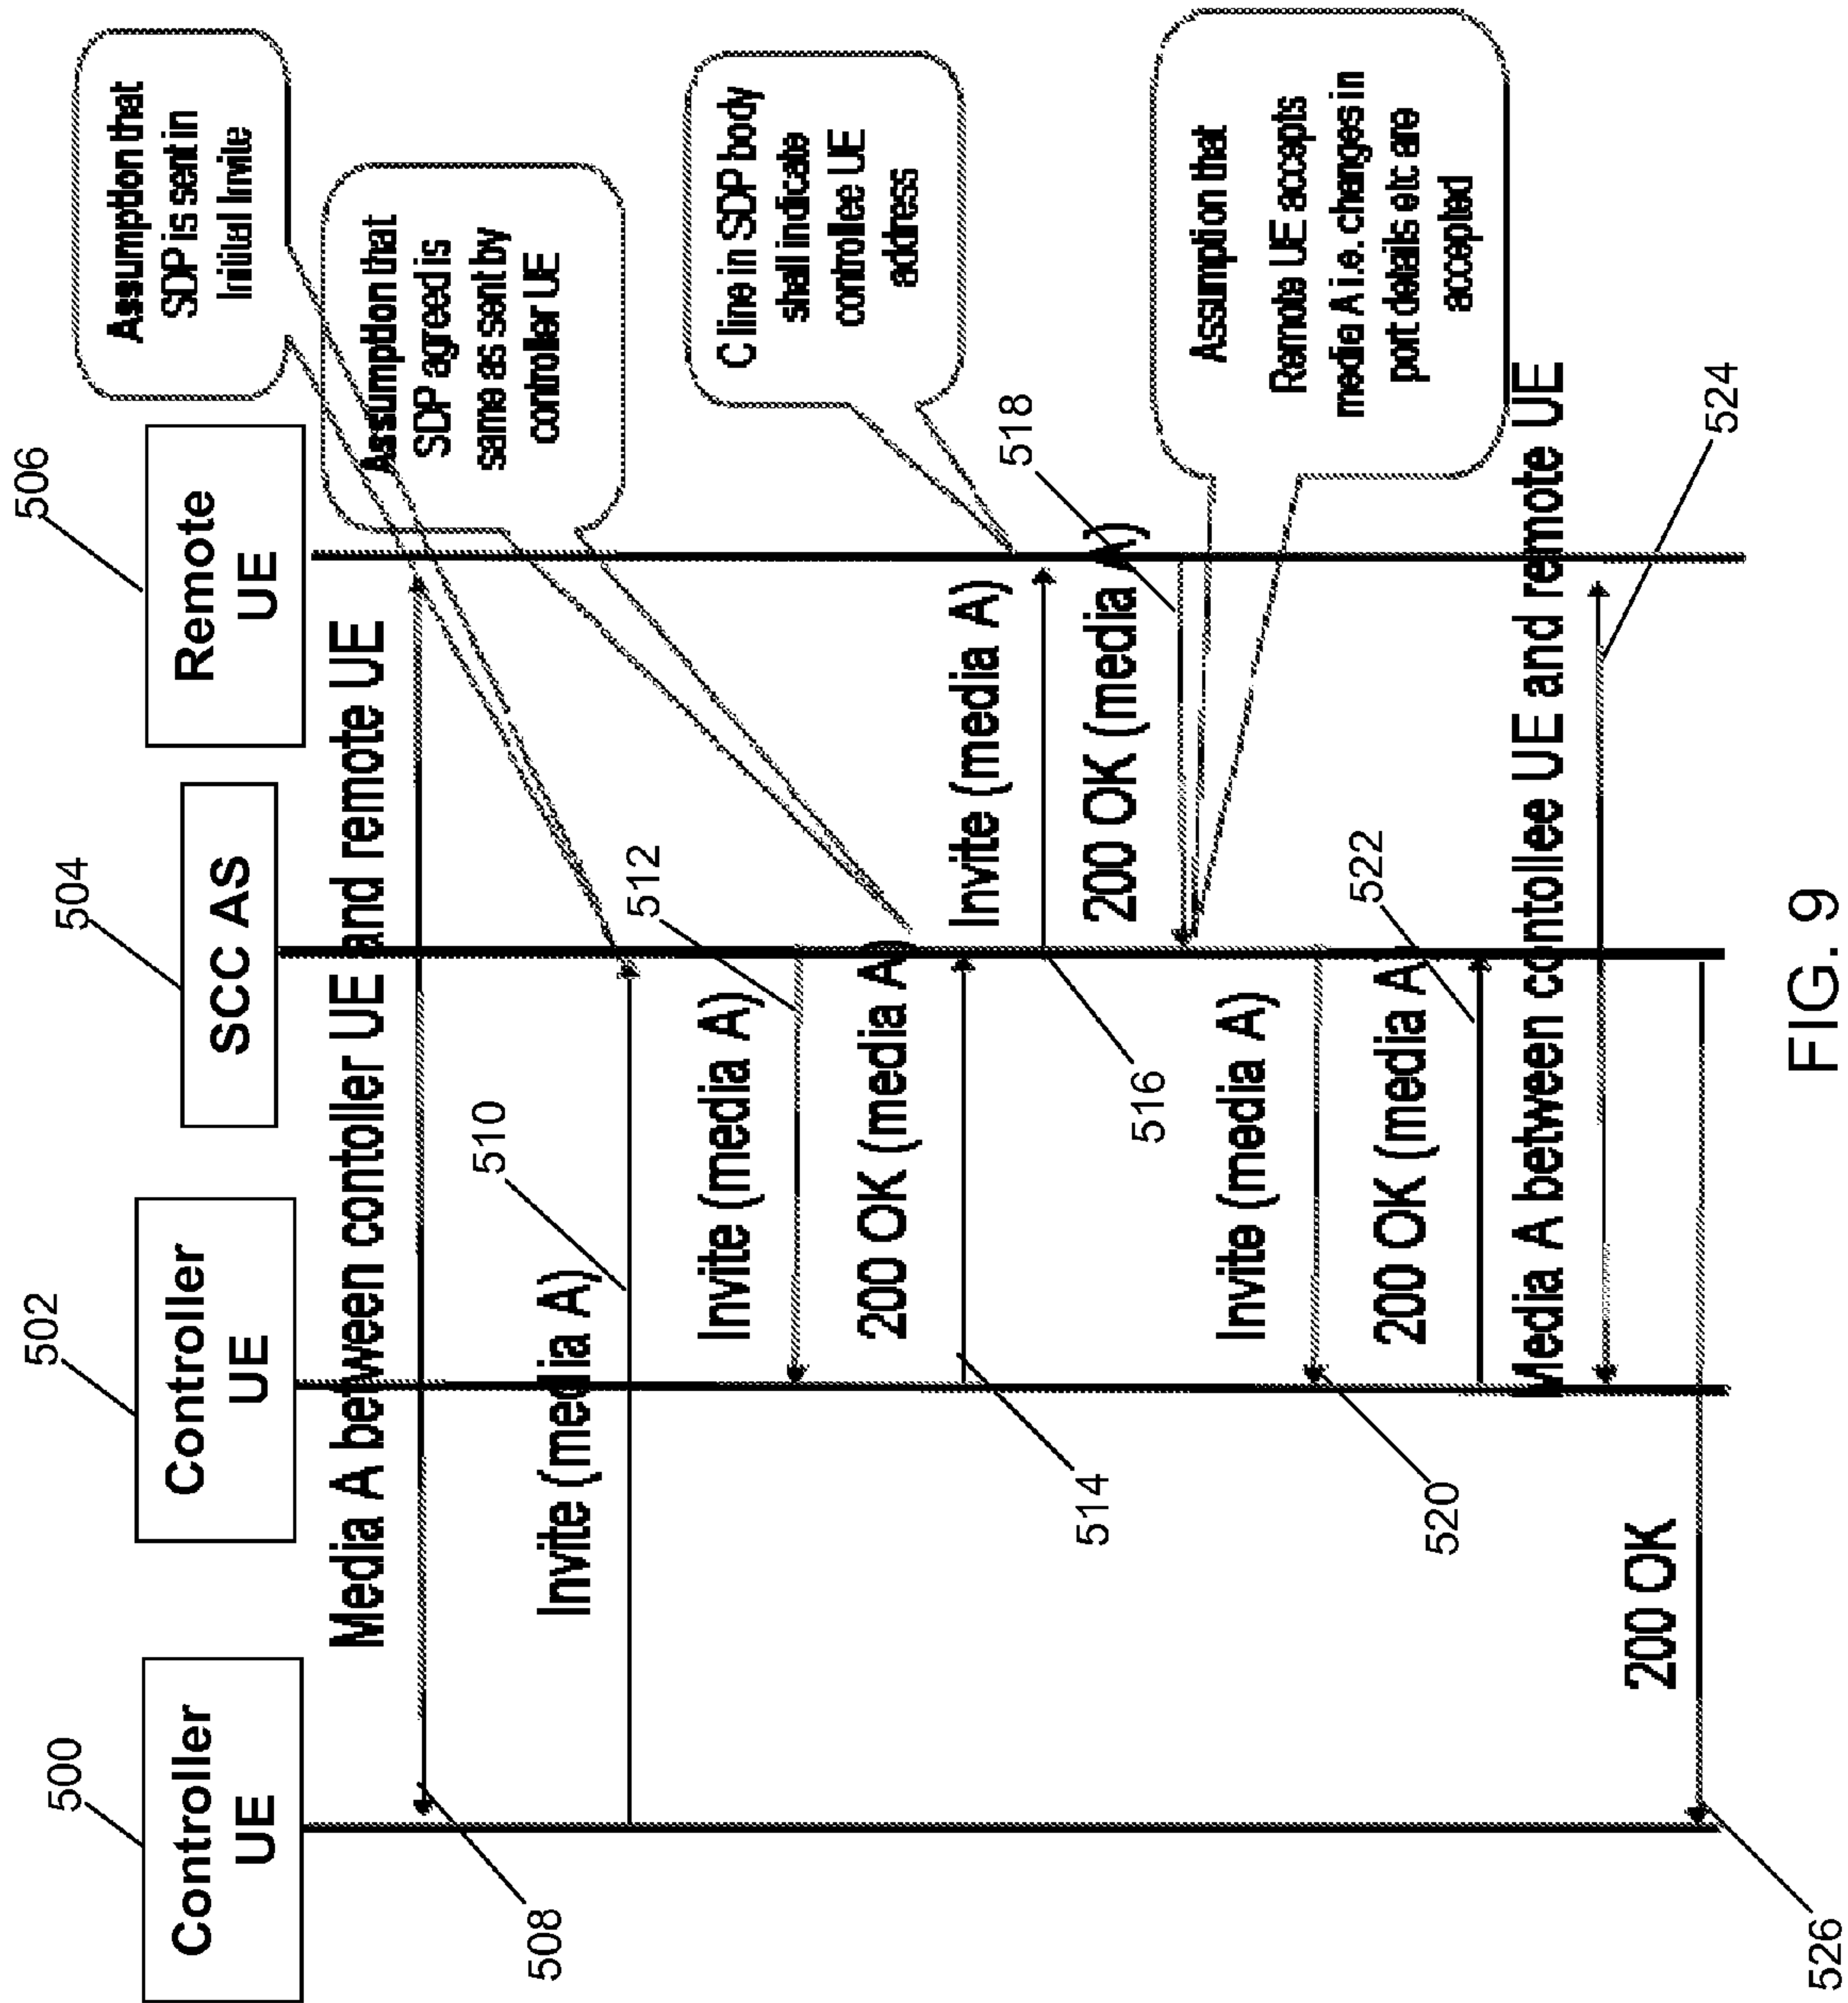 500
Controller
UE
502
Controller
UE
504
SCC AS
506
Remote
UE
Media A between contoller UE and remote UE
508
Assumption that
SDP is sent in
Initial Invite
Invite (media A)
510
Assumption that
SDP agreed is
same as sent by
controller UE
Invite (media A)
512
200 OK (media A)
514
C line in SDP body
shall indicate
controllee UE
address
Invite (media A)
516
200 OK (media A)
518
Assumption that
Remote UE accepts
media A i.e. changes in
port details etc are
accepted
Invite (media A)
520
200 OK (media A)
522
Media A between contollee UE and remote UE
524
200 OK
526
FIG. 9